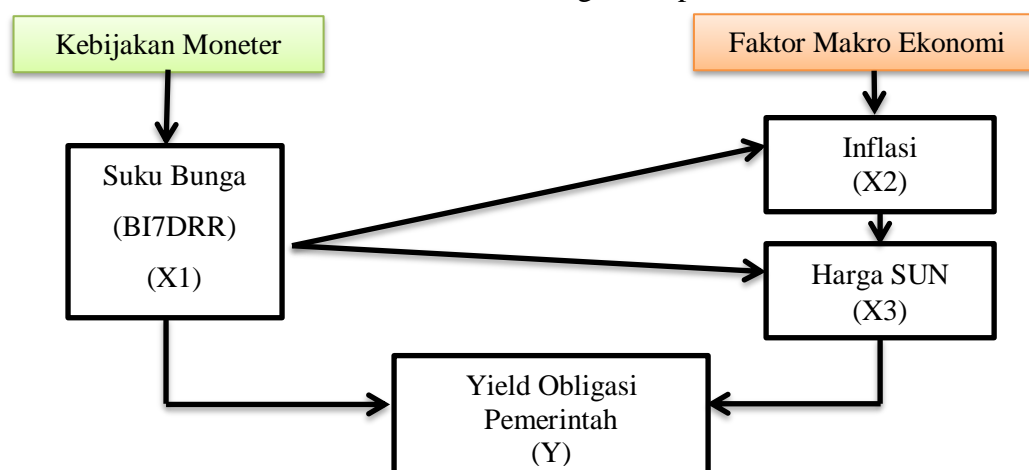 Kebijakan Moneter
Faktor Makro Ekonomi
Suku Bunga
(BI7DRR)
(X1)
Inflasi
(X2)
Harga SUN
(X3)
Yield Obligasi
Pemerintah
(Y)